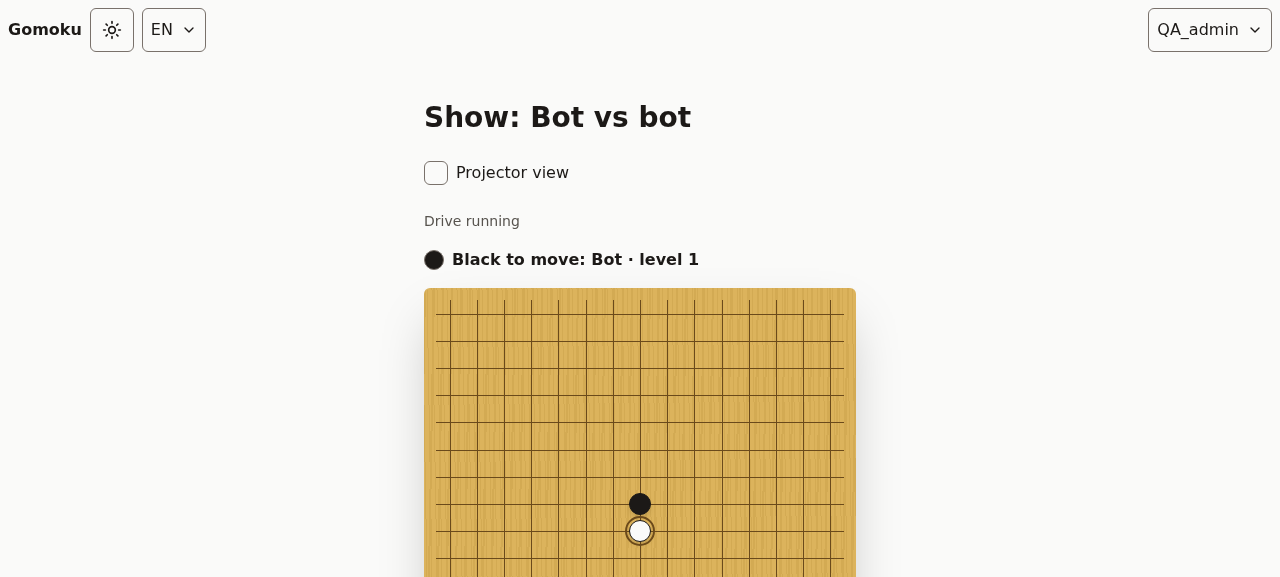 Gomoku
EN
QA_admin
Show: Bot vs bot
Projector view
Drive running
Black to move: Bot · level 1